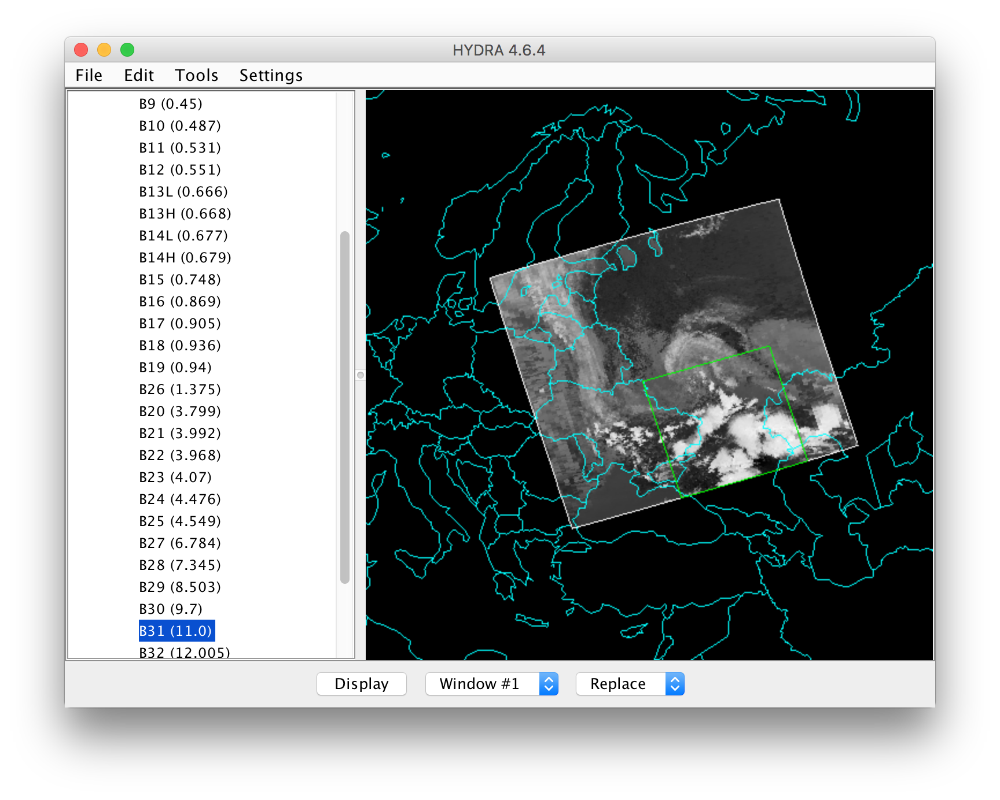 HYDRA 4.6.4
File Edit Tools Settings
B9 (0.45)
B10 (0.487)
B11 (0.531)
B12 (0.551)
B13L (0.666)
B13H (0.668)
B14L (0.677)
B14H (0.679)
B15 (0.748)
B16 (0.869)
B17 (0.905)
B18 (0.936)
B19 (0.94)
B26 (1.375)
B20 (3.799)
B21 (3.992)
B22 (3.968)
B23 (4.07)
B24 (4.476)
B25 (4.549)
B27 (6.784)
B28 (7.345)
B29 (8.503)
B30 (9.7)
B31 (11.0)
B32 (12.005)
Display Window #1 Replace